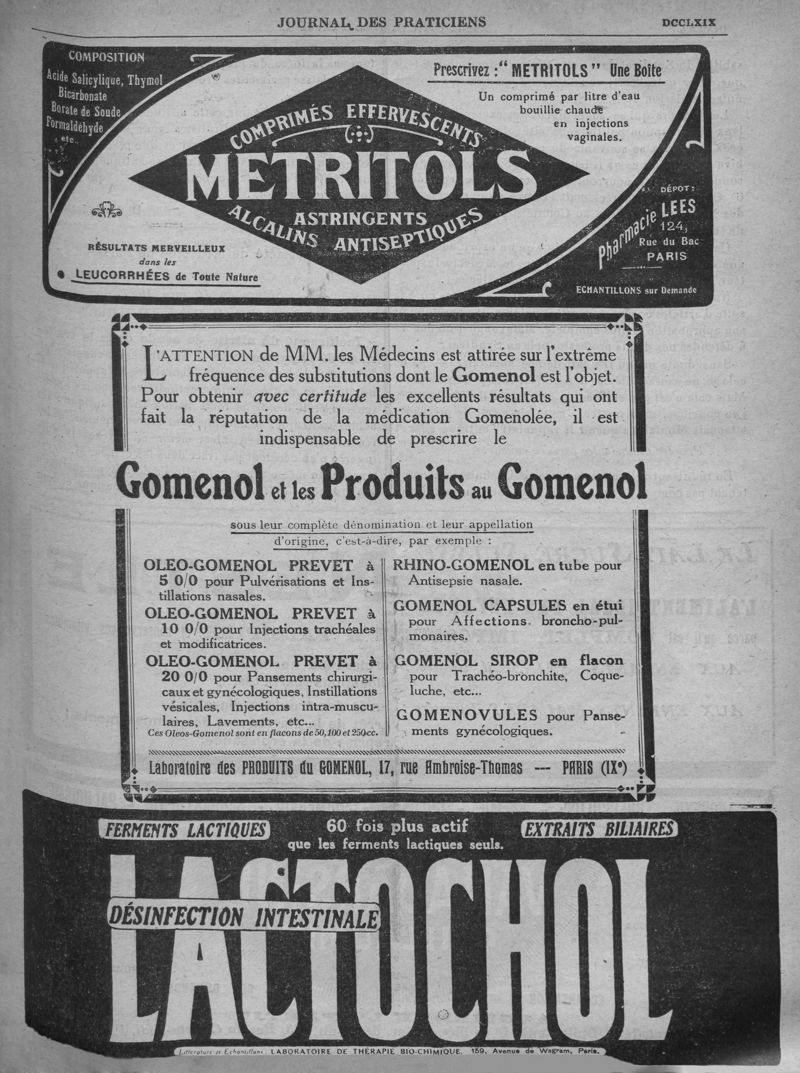 JOURNAL DES PRATICIENS
DCCLXIX
COMPOSITION
Acide Salicylique, Thymol
Bicarbonate
Borate de Soude
Formaldéhyde
etc.
Prescrivez : "METRITOLS" Une Boîte
Un comprimé par litre d'eau
bouillie chaude
en injections
vaginales.
COMPRIMÉS EFFERVESCENTS
METRITOLS
ASTRINGENTS
ALCALINS ANTISEPTIQUES
RÉSULTATS MERVEILLEUX
dans les
LEUCORRHÉES de Toute Nature
DÉPOT :
Pharmacie LEES
124,
Rue du Bac
PARIS
ECHANTILLONS sur Demande
L'ATTENTION de MM. les Médecins est attirée sur l'extrême
fréquence des substitutions dont le Gomenol est l'objet.
Pour obtenir avec certitude les excellents résultats qui ont
fait la réputation de la médication Gomenolée, il est
indispensable de prescrire le
Gomenol et les Produits au Gomenol
sous leur complète dénomination et leur appellation
d'origine, c'est-à-dire, par exemple :
OLEO-GOMENOL PREVET à
5 0/0 pour Pulvérisations et Ins-
tillations nasales.
OLEO-GOMENOL PREVET à
10 0/0 pour Injections trachéales
et modificatrices.
OLEO-GOMENOL PREVET à
20 0/0 pour Pansements chirurgi-
caux et gynécologiques, Instillations
vésicales, Injections intra-muscu-
laires, Lavements, etc...
Ces Oleos-Gomenol sont en flacons de 50, 100 et 250 cc.
RHINO-GOMENOL en tube pour
Antisepsie nasale.
GOMENOL CAPSULES en étui
pour Affections broncho-pul-
monaires.
GOMENOL SIROP en flacon
pour Trachéo-bronchite, Coque-
luche, etc...
GOMENOVULES pour Panse-
ments gynécologiques.
Laboratoire des PRODUITS du GOMENOL, 17, rue Ambroise-Thomas — PARIS (IXe)
FERMENTS LACTIQUES
60 fois plus actif
que les ferments lactiques seuls.
EXTRAITS BILIAIRES
LACTOCHOL
DÉSINFECTION INTESTINALE
Littérature et Échantillons. LABORATOIRE DE THÉRAPIE BIO-CHIMIQUE, 159, Avenue de Wagram, Paris.